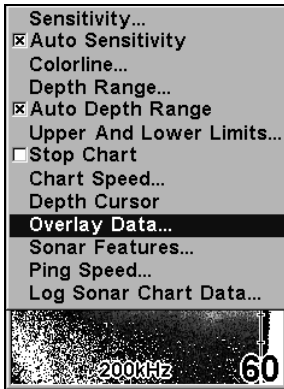 Sensitivity...
Auto Sensitivity
Colorline...
Depth Range...
Auto Depth Range
Upper And Lower Limits...
Stop Chart
Chart Speed...
Depth Cursor
Overlay Data...
Sonar Features...
Ping Speed...
Log Sonar Chart Data...
200kHz 60